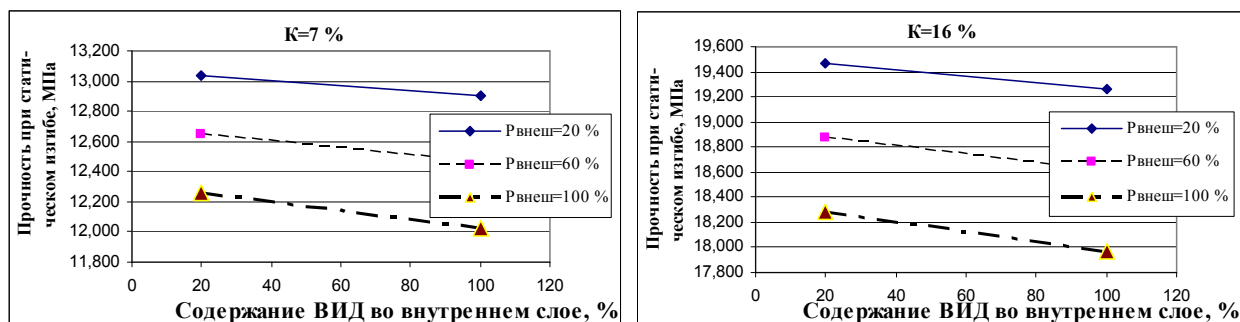 К=7 %
Прочность при стати-
ческом изгибе, МПа
13,200
13,000
12,800
12,600
12,400
12,200
12,000
11,800
0 20 40 60 80 100 120
Содержание ВИД во внутреннем слое, %
Рвнеш=20 %
Рвнеш=60 %
Рвнеш=100 %
К=16 %
Прочность при стати-
ческом изгибе, МПа
19,600
19,400
19,200
19,000
18,800
18,600
18,400
18,200
18,000
17,800
0 20 40 60 80 100 120
Содержание ВИД во внутреннем слое, %
Рвнеш=20 %
Рвнеш=60 %
Рвнеш=100 %